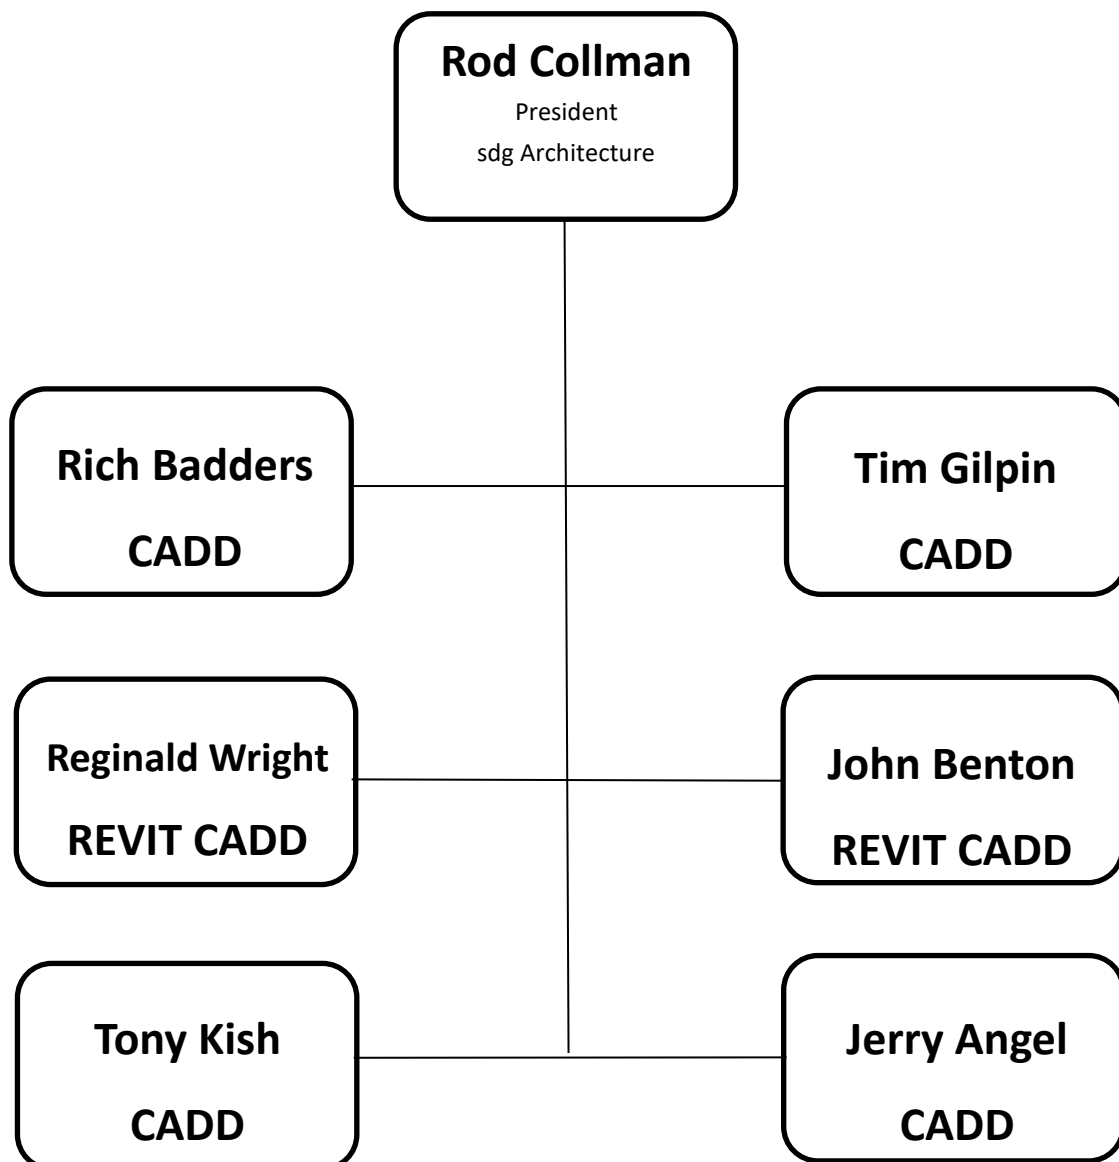 Rod Collman
President
sdg Architecture
Rich Badders
CADD
Tim Gilpin
CADD
Reginald Wright
REVIT CADD
John Benton
REVIT CADD
Tony Kish
CADD
Jerry Angel
CADD